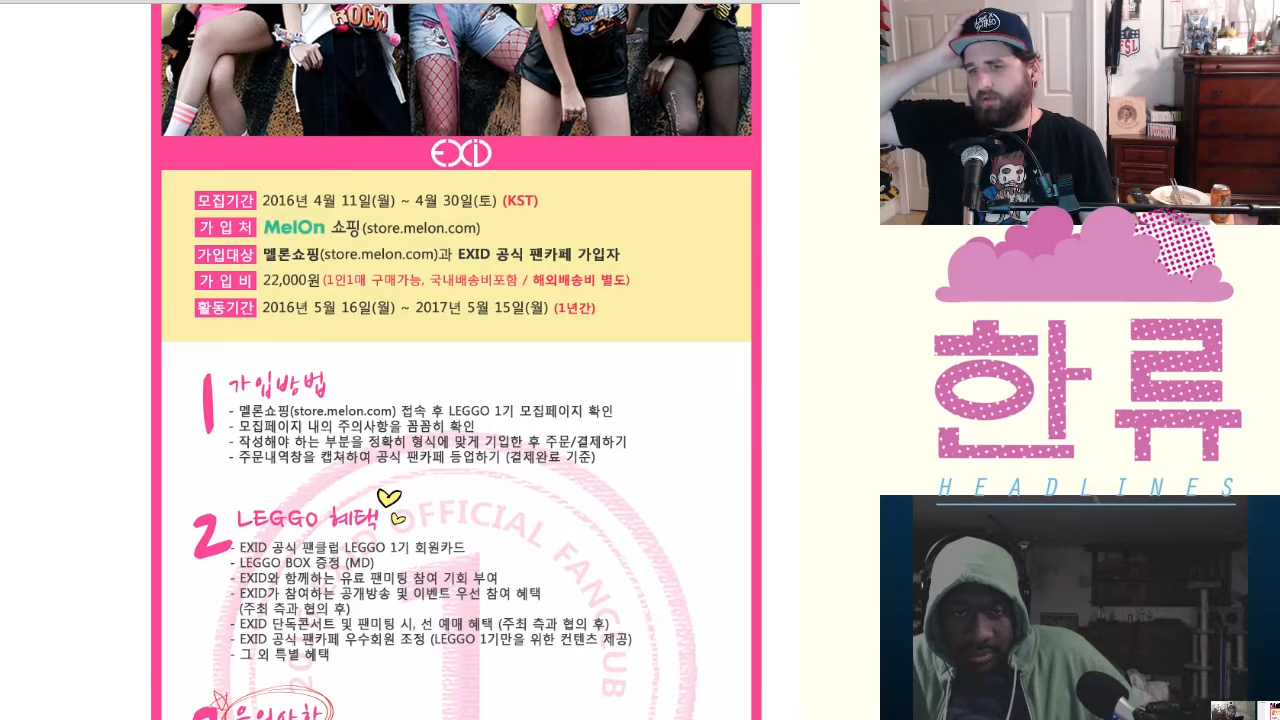 ROCK!
EXID
모집기간 2016년 4월 11일(월) ~ 4월 30일(토) (KST)
가 입 처 MelOn 쇼핑(store.melon.com)
가입대상 멜론쇼핑(store.melon.com)과 EXID 공식 팬카페 가입자
가 입 비 22,000원(1인1매 구매가능, 국내배송비포함 / 해외배송비 별도)
활동기간 2016년 5월 16일(월) ~ 2017년 5월 15일(월) (1년간)
1 가입방법
- 멜론쇼핑(store.melon.com) 접속 후 LEGGO 1기 모집페이지 확인
- 모집페이지 내의 주의사항을 꼼꼼히 확인
- 작성해야 하는 부분을 정확히 형식에 맞게 기입한 후 주문/결제하기
- 주문내역창을 캡쳐하여 공식 팬카페 등업하기 (결제완료 기준)
2 LEGGO 혜택
- EXID 공식 팬클럽 LEGGO 1기 회원카드
- LEGGO BOX 증정 (MD)
- EXID와 함께하는 유료 팬미팅 참여 기회 부여
- EXID가 참여하는 공개방송 및 이벤트 우선 참여 혜택
(주최 측과 협의 후)
- EXID 단독콘서트 및 팬미팅 시, 선 예매 혜택 (주최 측과 협의 후)
- EXID 공식 팬카페 우수회원 조정 (LEGGO 1기만을 위한 컨텐츠 제공)
- 그 외 특별 혜택
OFFICIAL FANCLUB
1
한류
HEADLINES